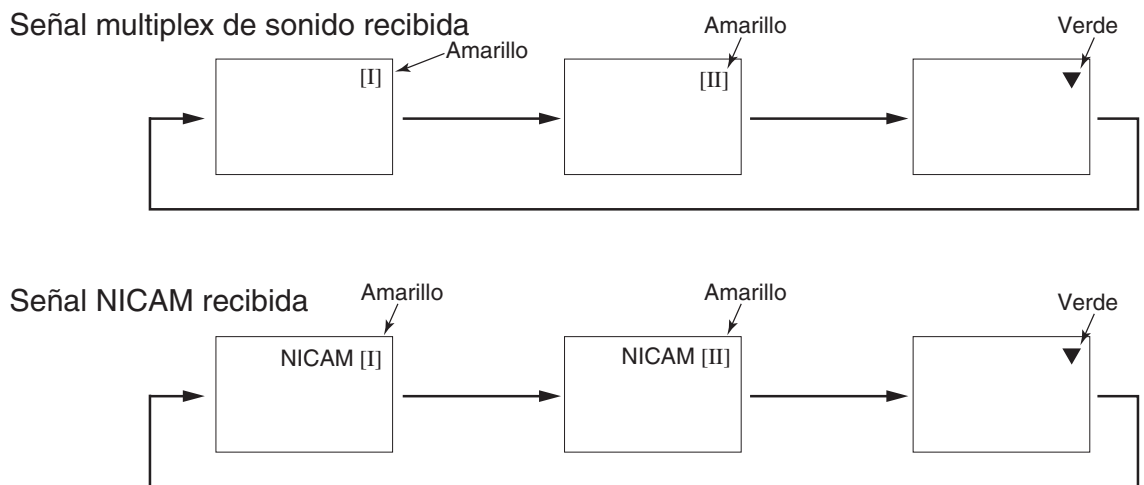 Señal multiplex de sonido recibida
Amarillo
Amarillo
Verde
[I]
[II]
▼
Señal NICAM recibida
Amarillo
Amarillo
Verde
NICAM [I]
NICAM [II]
▼